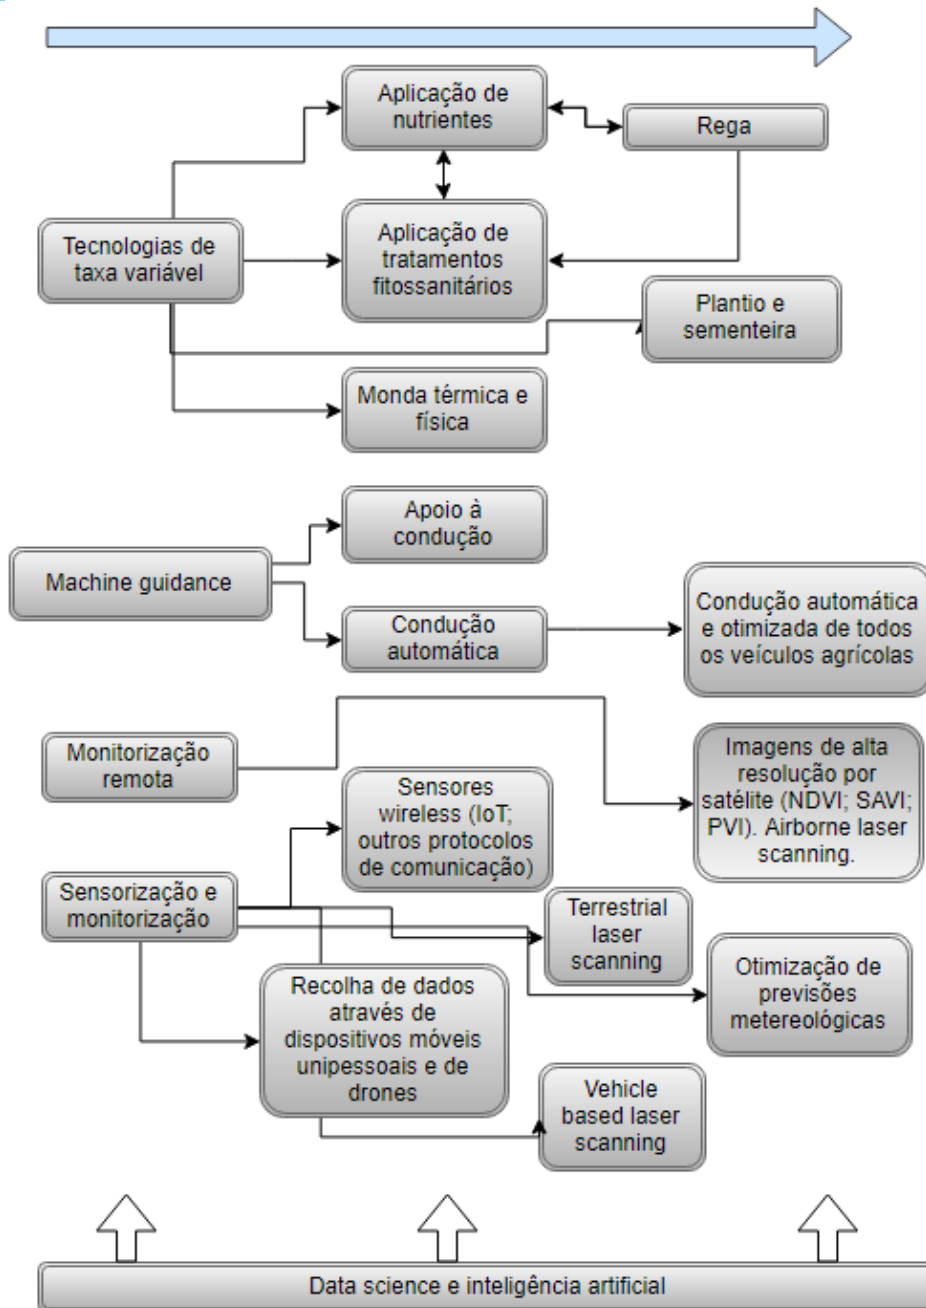 Aplicação de
nutrientes
Rega
Tecnologias de
taxa variável
Aplicação de
tratamentos
fitossanitários
Plantio e
sementeira
Monda térmica e
física
Apoio à
condução
Machine guidance
Condução
automática
Condução automática
e otimizada de todos
os veículos agrícolas
Monitorização
remota
Imagens de alta
resolução por
satélite (NDVI; SAVI;
PVI). Airborne laser
scanning.
Sensores
wireless (IoT;
outros protocolos
de comunicação)
Sensorização e
monitorização
Terrestrial
laser
scanning
Otimização de
previsões
metereológicas
Recolha de dados
através de
dispositivos móveis
unipessoais e de
drones
Vehicle
based laser
scanning
Data science e inteligência artificial